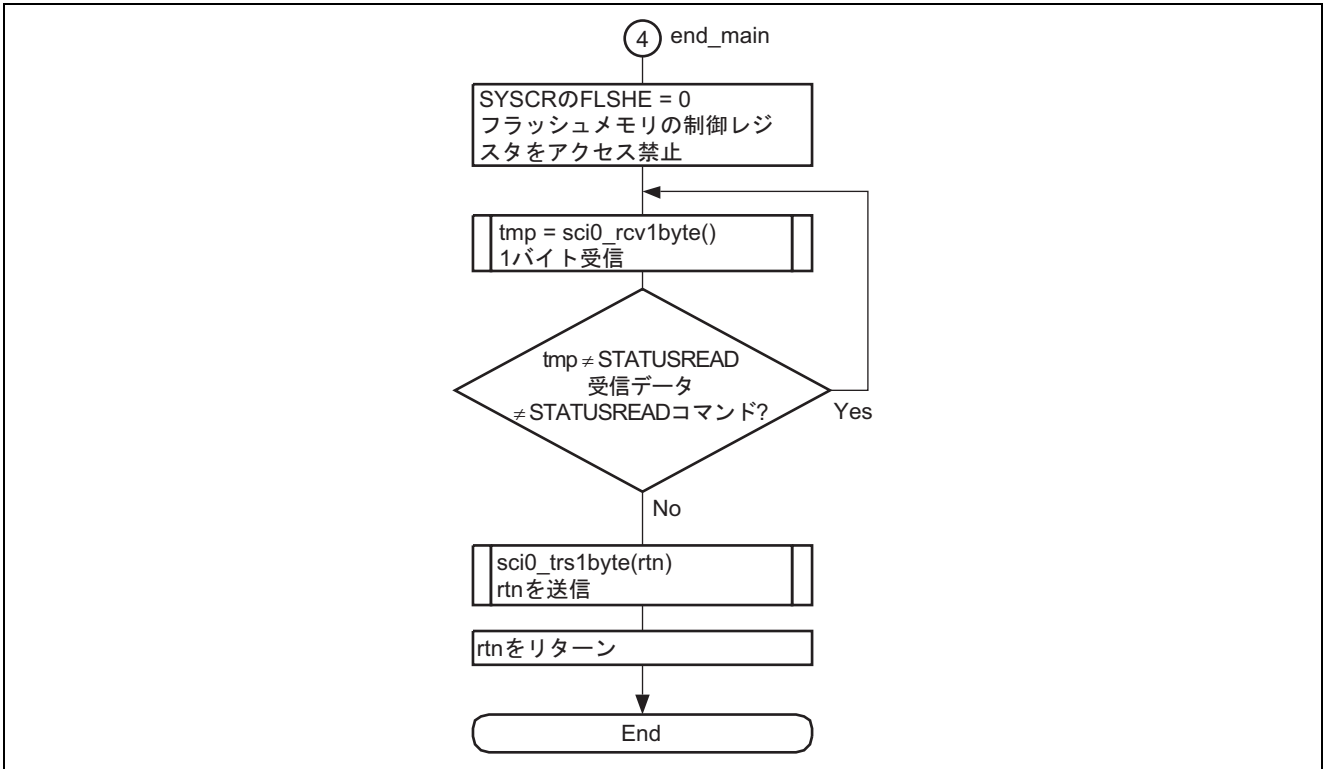 4 end_main
SYSCRのFLSHE = 0
フラッシュメモリの制御レジ
スタをアクセス禁止
tmp = sci0_rcv1byte()
1バイト受信
tmp ≠ STATUSREAD
受信データ
≠ STATUSREADコマンド?
Yes
No
sci0_trs1byte(rtn)
rtnを送信
rtnをリターン
End